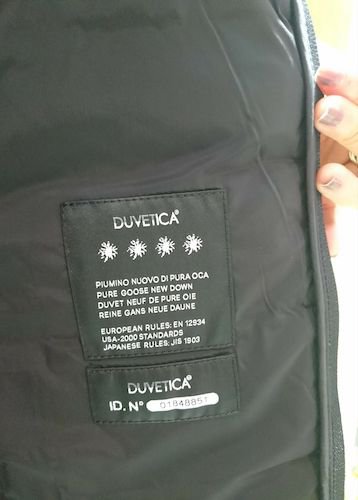 DUVETICA®
PIUMINO NUOVO DI PURA OCA
PURE GOOSE NEW DOWN
DUVET NEUF DE PURE OIE
REINE GANS NEUE DAUNE
EUROPEAN RULES: EN 12934
USA-2000 STANDARDS
JAPANESE RULES: JIS 1903
DUVETICA®
ID. N° 01848851